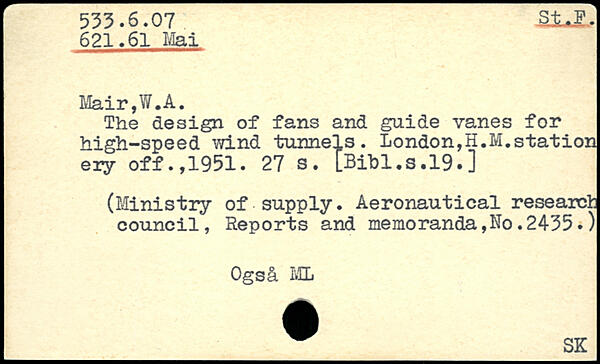 533.6.07 St.F.
621.61 Mai
Mair,W.A.
The design of fans and guide vanes for
high-speed wind tunnels. London,H.M.station
ery off.,1951. 27 s. [Bibl.s.19.]
(Ministry of supply. Aeronautical research
council, Reports and memoranda,No.2435.)
Også ML
SK